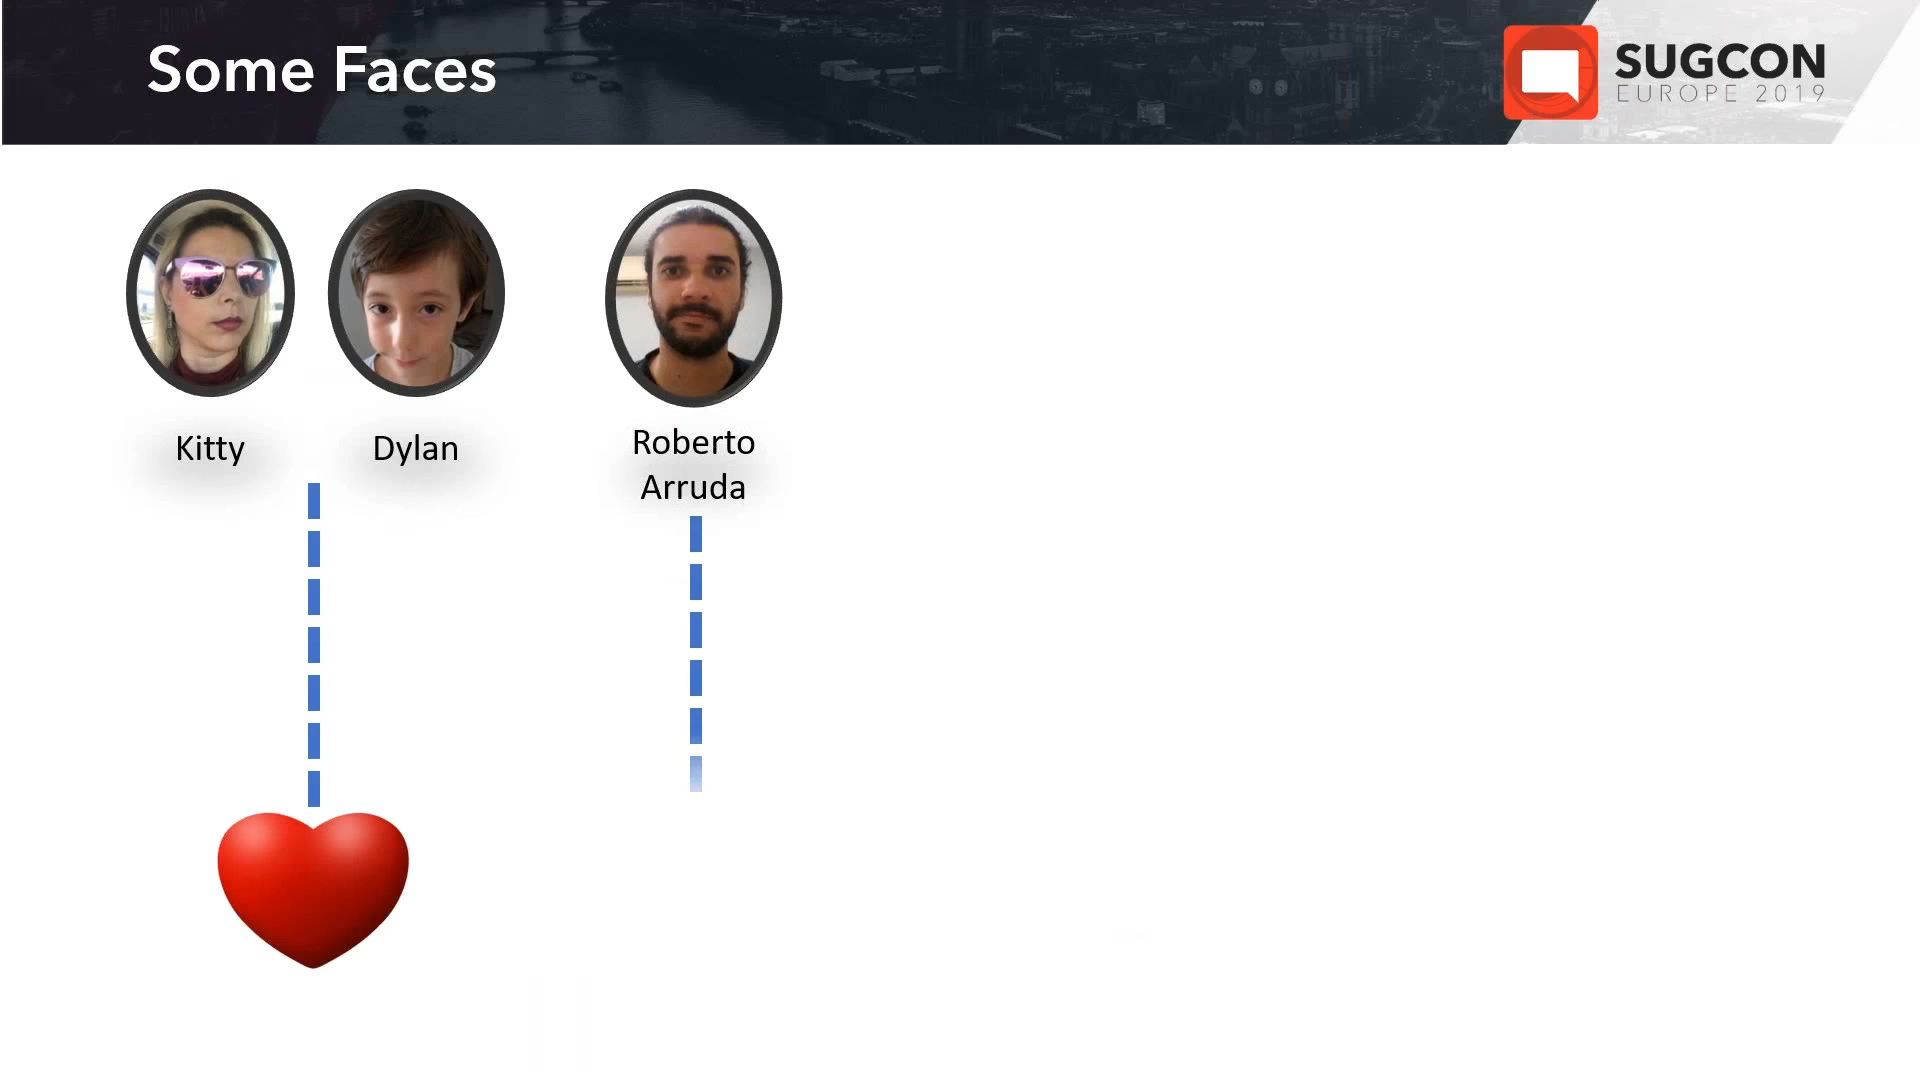 Some Faces
SUGCON
EUROPE 2019
Kitty
Dylan
Roberto
Arruda